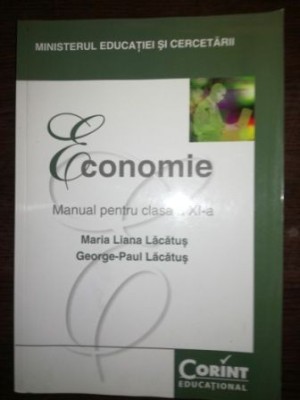 MINISTERUL EDUCAȚIEI ȘI CERCETĂRII
Economie
Manual pentru clasa a XI-a
Maria Liana Lăcătuș
George-Paul Lăcătuș
CORINT
EDUCAȚIONAL